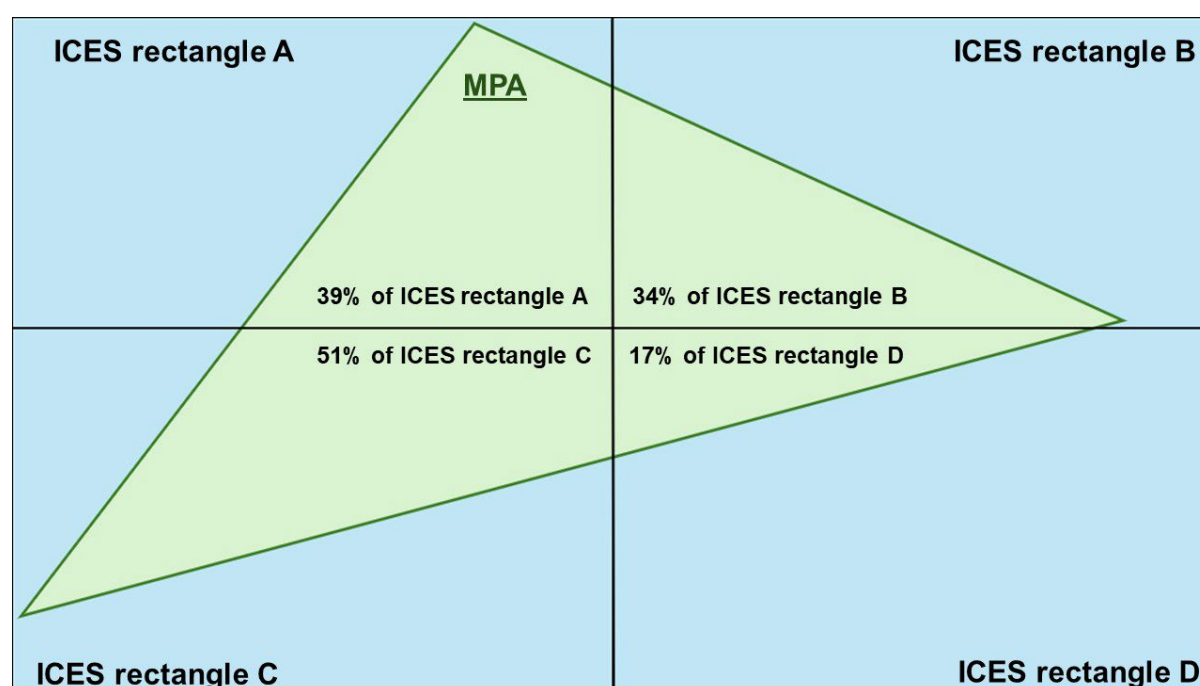 ICES rectangle A
ICES rectangle B
MPA
39% of ICES rectangle A
34% of ICES rectangle B
51% of ICES rectangle C
17% of ICES rectangle D
ICES rectangle C
ICES rectangle D